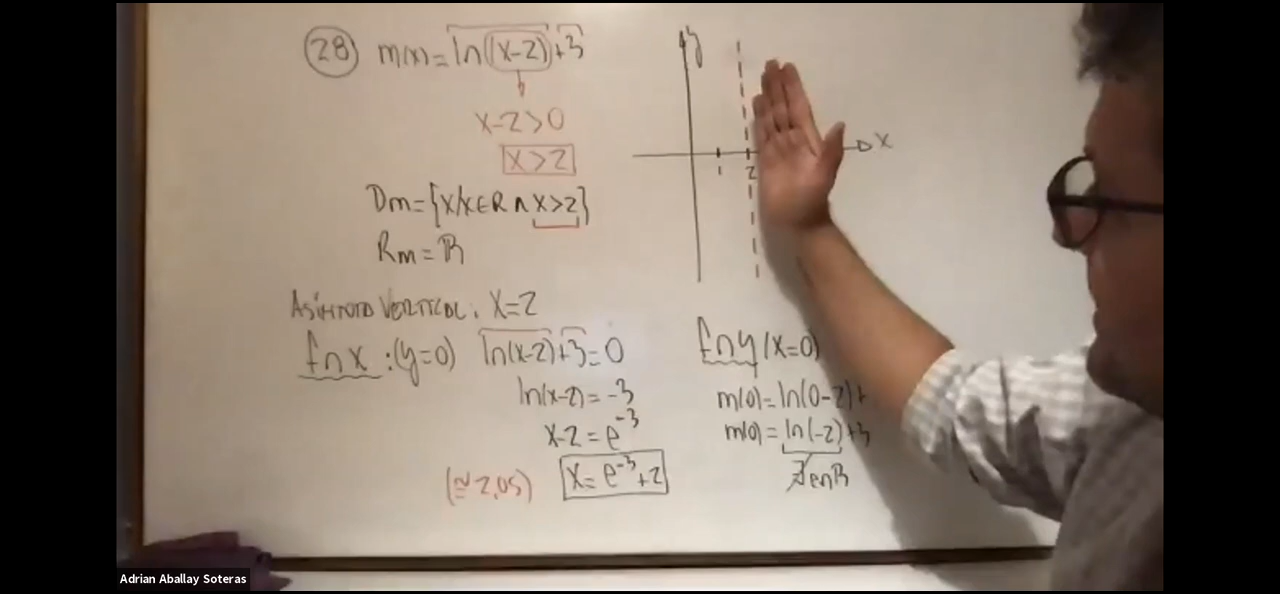 28 m(x) = ln(x-2)+3
x-2>0
x>2
Dm={x/x∈R ∩ x>2}
Rm=R
ASÍNTOTA VERTICAL: x=2
fnx:(y=0) ln(x-2)+3=0
ln(x-2)=-3
x-2=e^-3
(≅2,05) x=e^-3+2
y
x
1 2
fny (x=0)
m(0)=ln(0-2)+
m(0)=ln(-2)+3
∄ en R
Adrian Aballay Soteras